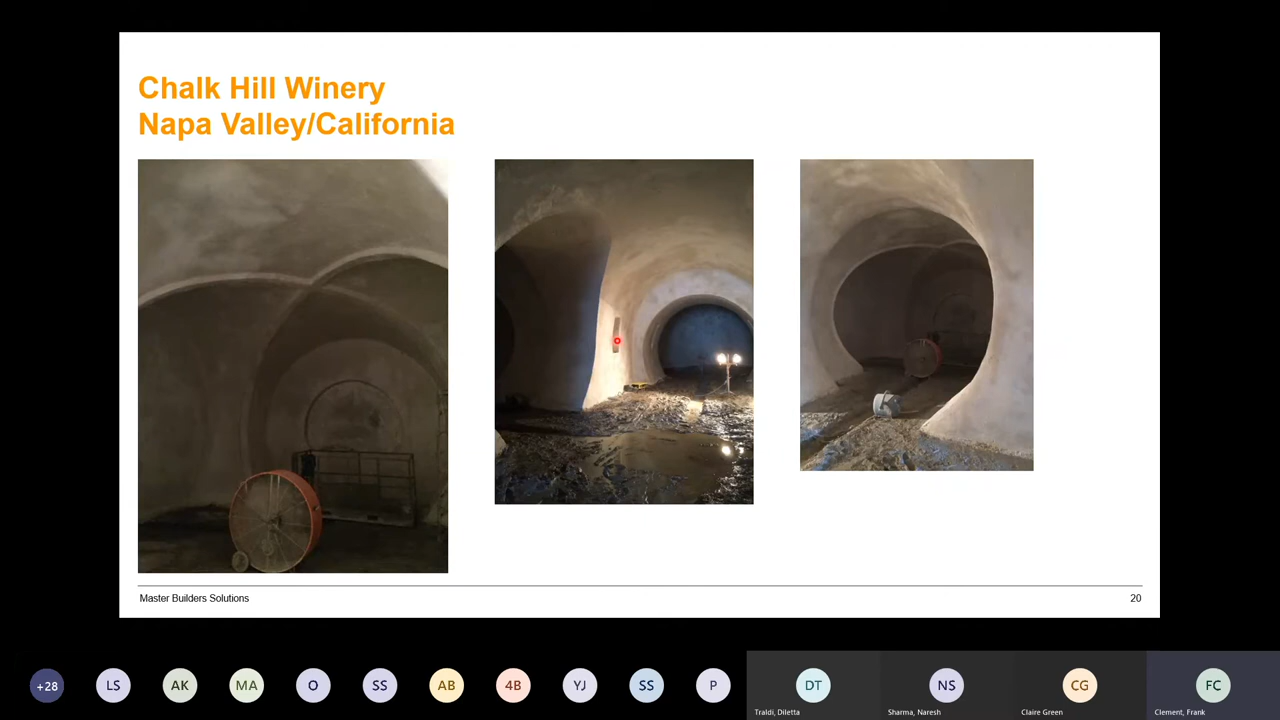 Chalk Hill Winery
Napa Valley/California
Master Builders Solutions
20
+28
LS
AK
MA
O
SS
AB
4B
YJ
SS
P
DT
NS
CG
FC
Traldi, Diletta
Sharma, Naresh
Claire Green
Clement, Frank